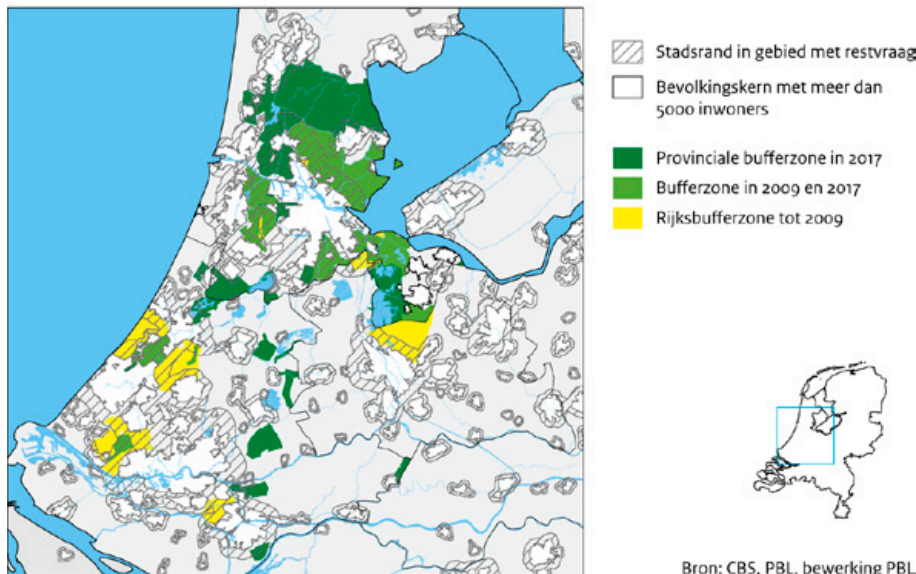 Stadsrand in gebied met restvraag
Bevolkingskern met meer dan
5000 inwoners
Provinciale bufferzone in 2017
Bufferzone in 2009 en 2017
Rijksbufferzone tot 2009
Bron: CBS, PBL, bewerking PBL